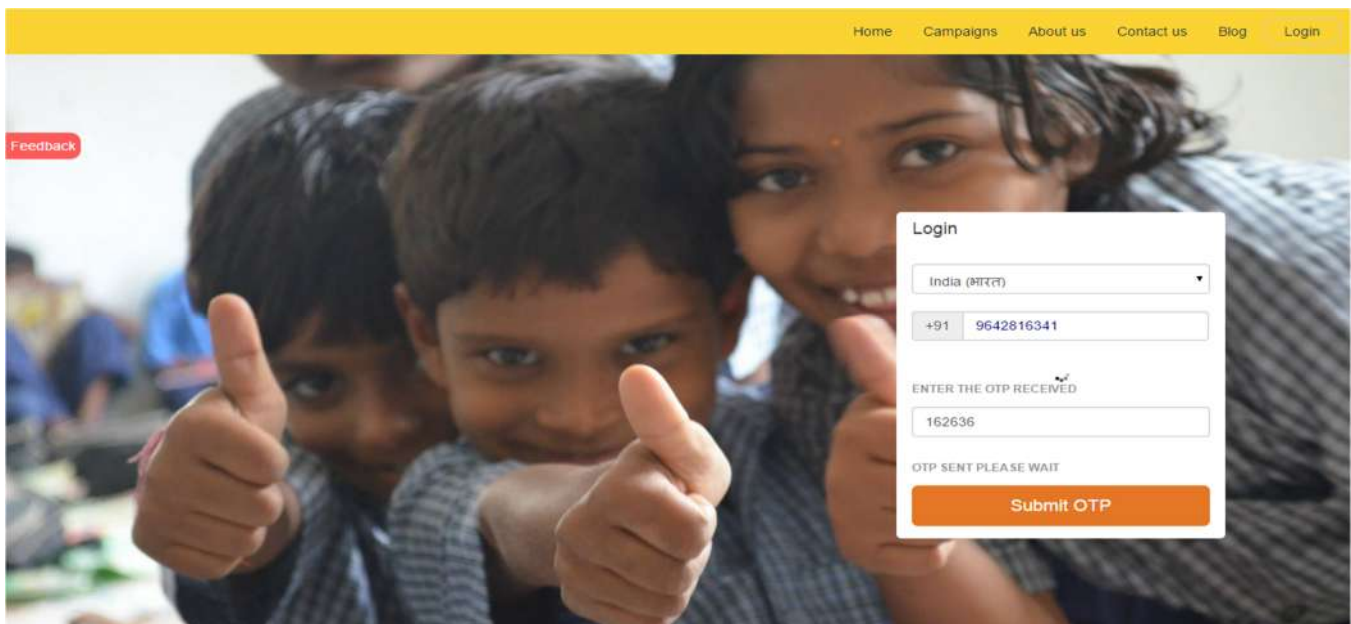 Home Campaigns About us Contact us Blog Login
Feedback
Login
India (भारत)
+91 9642816341
ENTER THE OTP RECEIVED
162636
OTP SENT PLEASE WAIT
Submit OTP